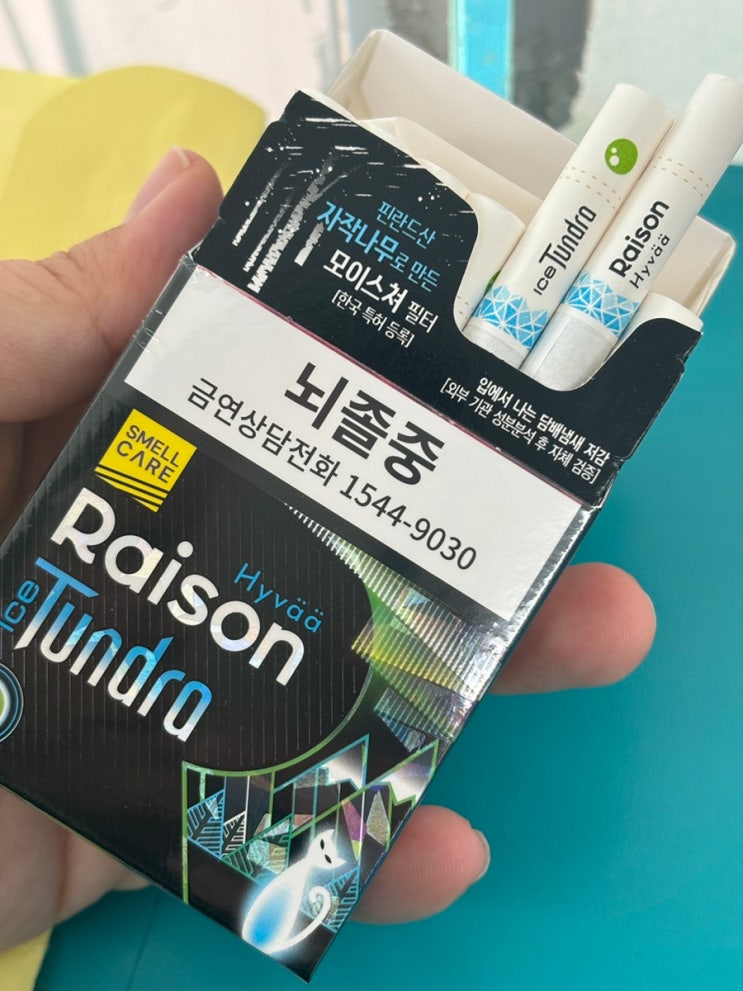 핀란드산
자작나무로 만든
모이스쳐 필터
[한국 특허 등록]
ice Tundra
Raison
Hyvää
입에서 나는 담배냄새 저감
[외부 기관 성분분석 후 자체 검증]
뇌졸중
금연상담전화 1544-9030
SMELL
CARE
Raison
Hyvää
ice Tundra